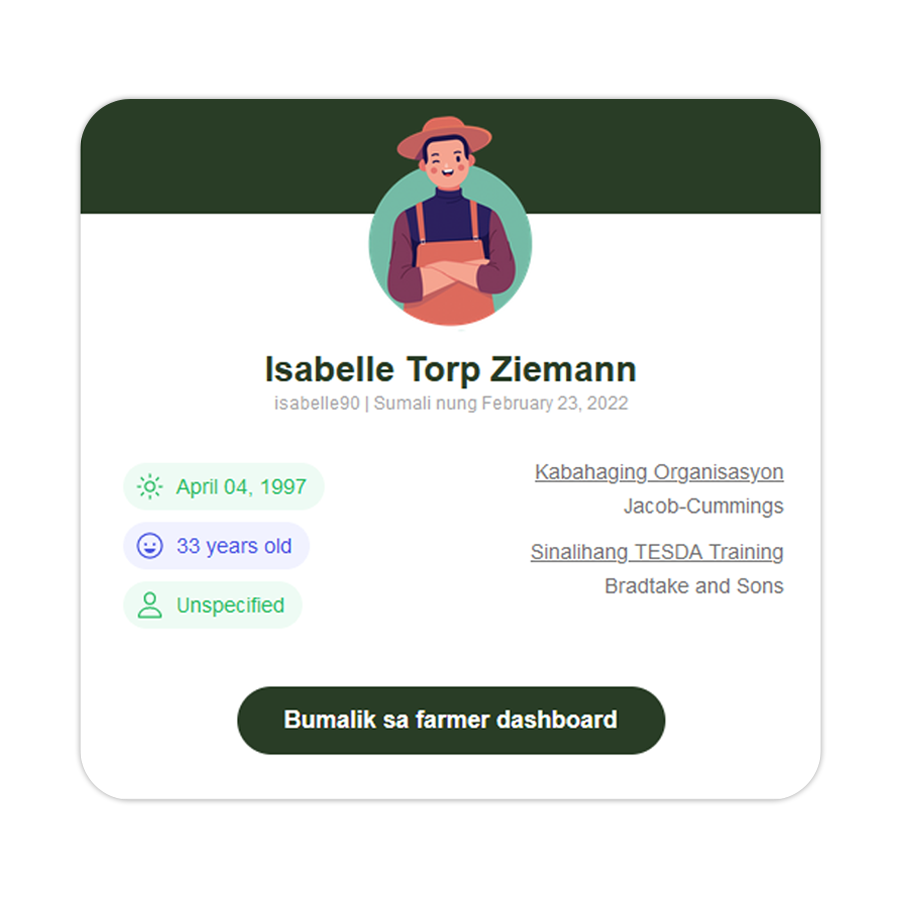 Isabelle Torp Ziemann
isabelle90 | Sumali nung February 23, 2022
April 04, 1997
33 years old
Unspecified
Kabahaging Organisasyon
Jacob-Cummings
Sinalihang TESDA Training
Bradtake and Sons
Bumalik sa farmer dashboard